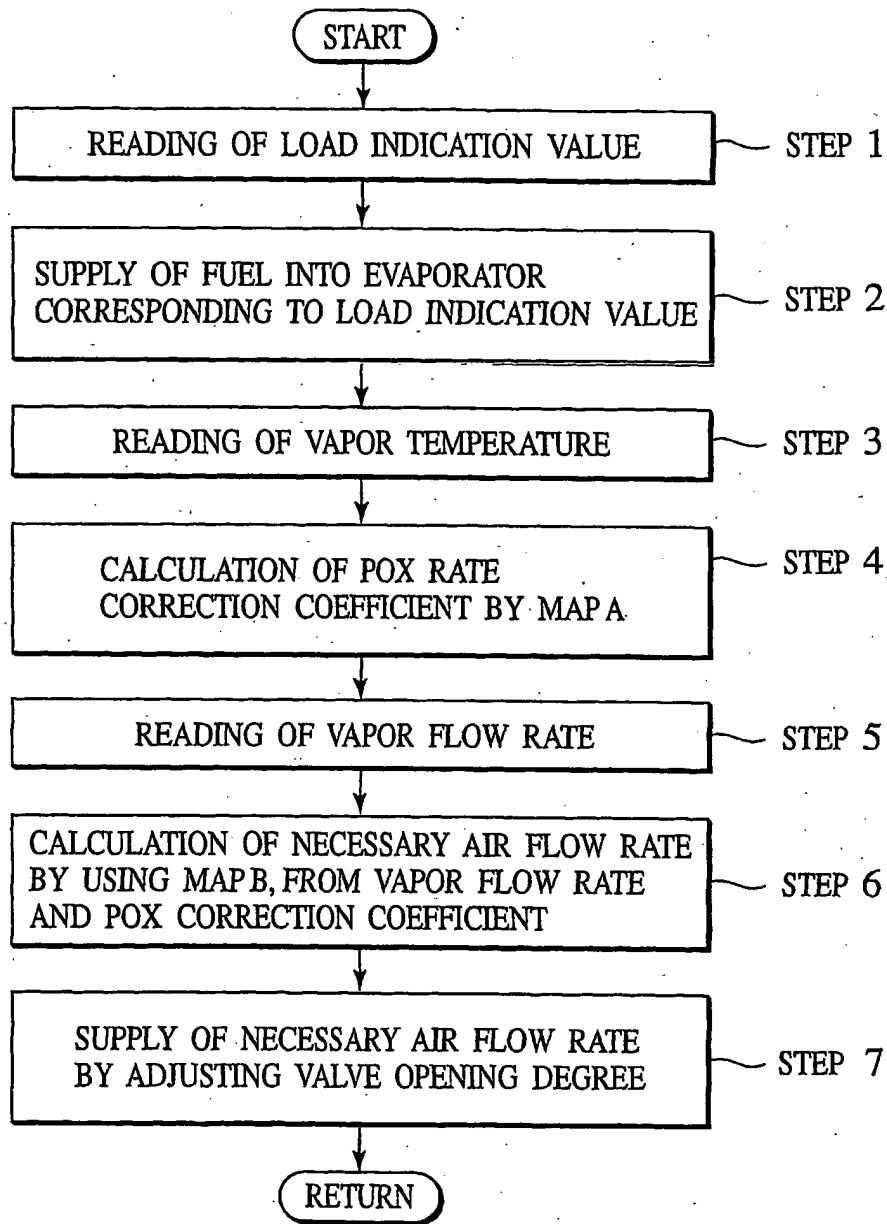 START
READING OF LOAD INDICATION VALUE
STEP 1
SUPPLY OF FUEL INTO EVAPORATOR
CORRESPONDING TO LOAD INDICATION VALUE
STEP 2
READING OF VAPOR TEMPERATURE
STEP 3
CALCULATION OF POX RATE
CORRECTION COEFFICIENT BY MAP A
STEP 4
READING OF VAPOR FLOW RATE
STEP 5
CALCULATION OF NECESSARY AIR FLOW RATE
BY USING MAP B, FROM VAPOR FLOW RATE
AND POX CORRECTION COEFFICIENT
STEP 6
SUPPLY OF NECESSARY AIR FLOW RATE
BY ADJUSTING VALVE OPENING DEGREE
STEP 7
RETURN